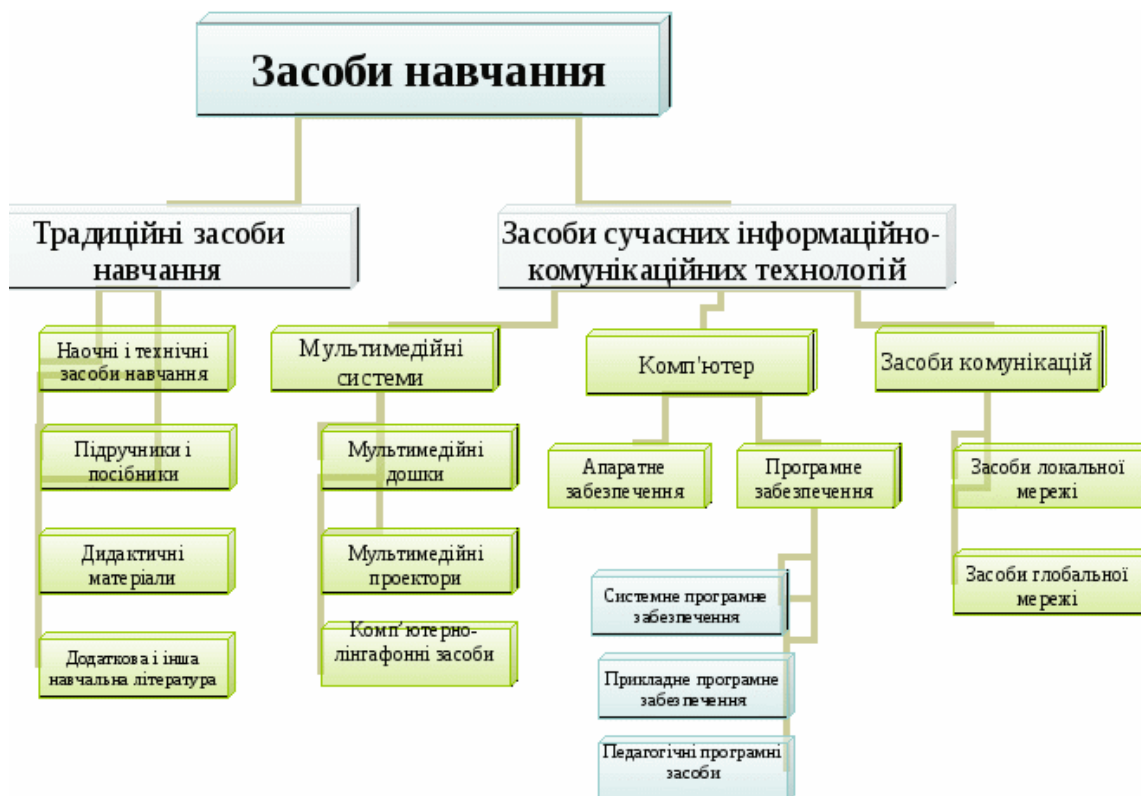 Засоби навчання
Традиційні засоби
навчання
Засоби сучасних інформаційно-
комунікаційних технологій
Наочні і технічні
засоби навчання
Мультимедійні
системи
Комп'ютер
Засоби комунікацій
Підручники і
посібники
Мультимедійні
дошки
Апаратне
забезпечення
Програмне
забезпечення
Засоби локальної
мережі
Дидактичні
матеріали
Мультимедійні
проектори
Системне програмне
забезпечення
Засоби глобальної
мережі
Додаткова і інша
навчальна література
Комп'ютерно-
лінгафонні засоби
Прикладне програмне
забезпечення
Педагогічні програмні
засоби